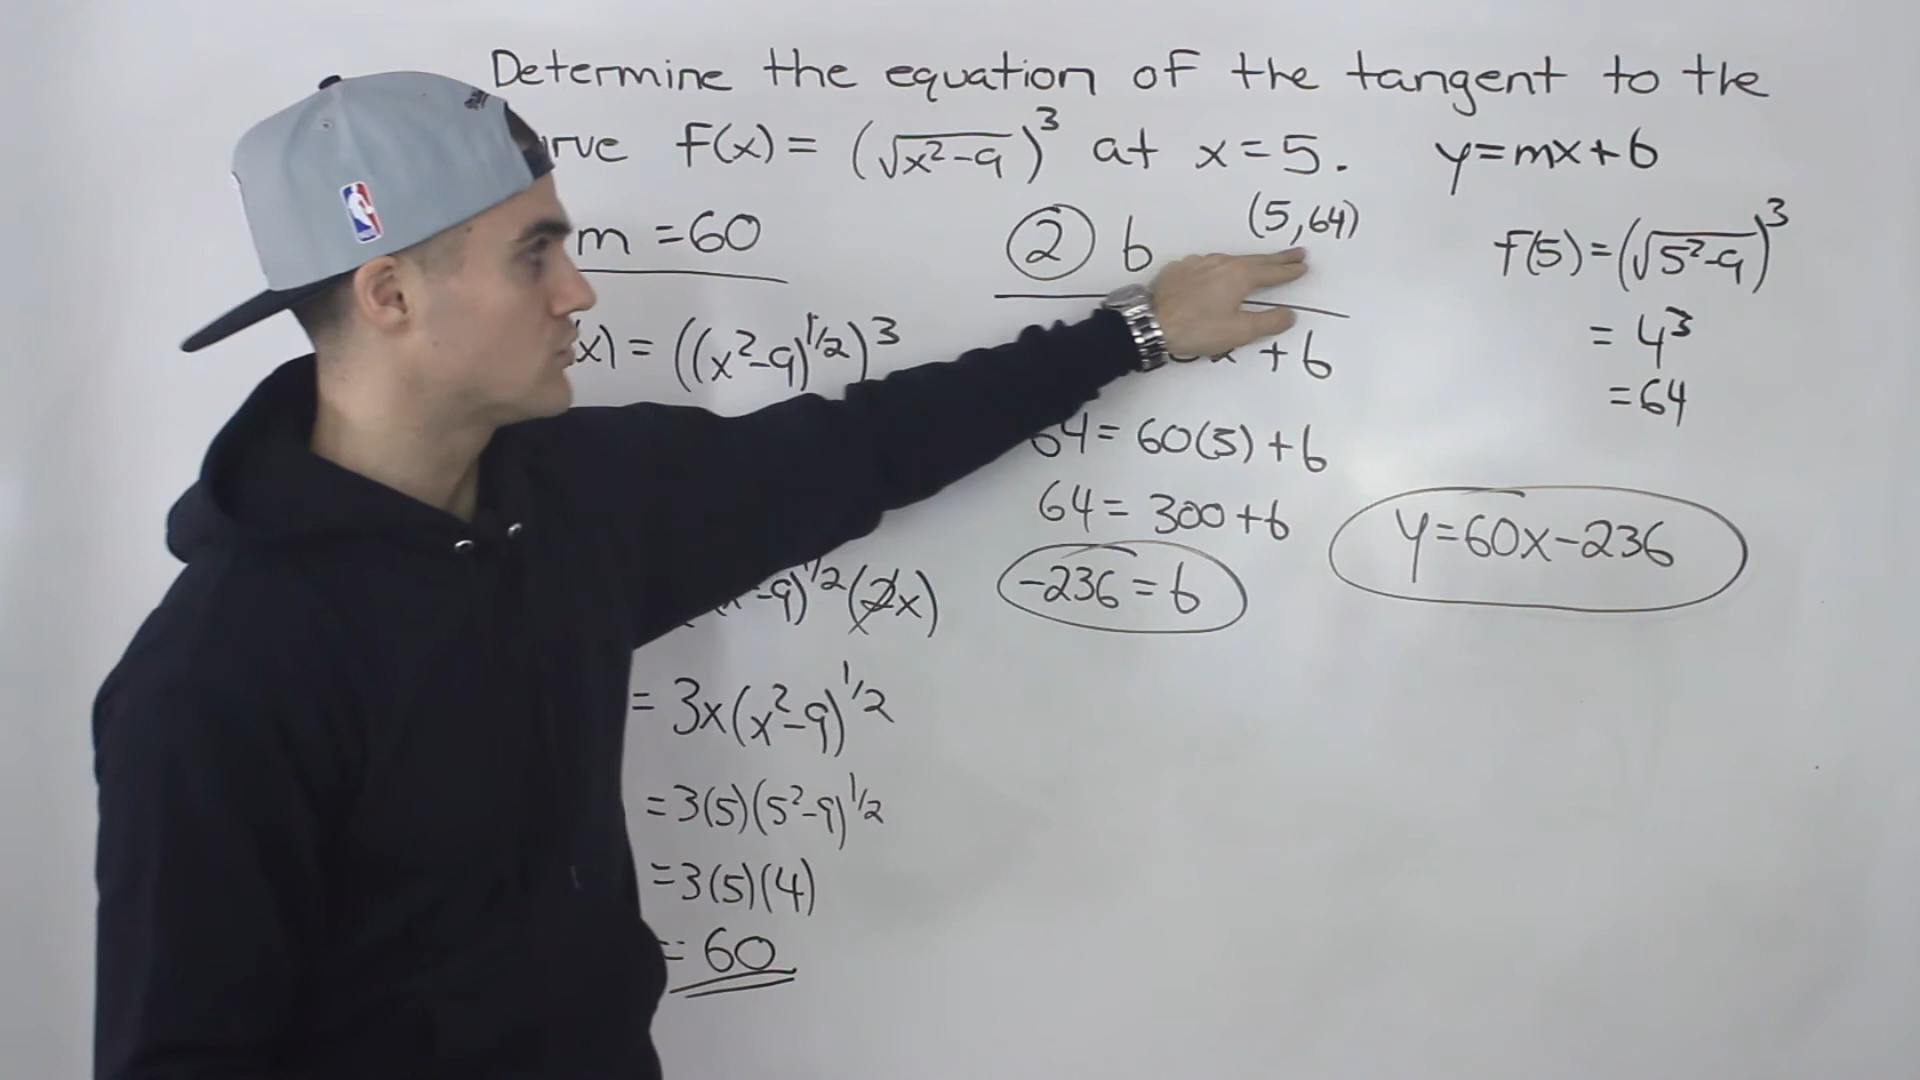 Determine the equation of the tangent to the
rve f(x) = (√x²-9)³ at x=5. y=mx+b
m =60
(x) = ((x²-9)^1/2)³
-9)^1/2(2x)
= 3x(x²-9)^1/2
=3(5)(5²-9)^1/2
=3(5)(4)
= 60
② b (5,64)
+b
64= 60(5)+b
64= 300+b
-236=b
f(5)=(√5²-9)³
= 4³
=64
y=60x-236